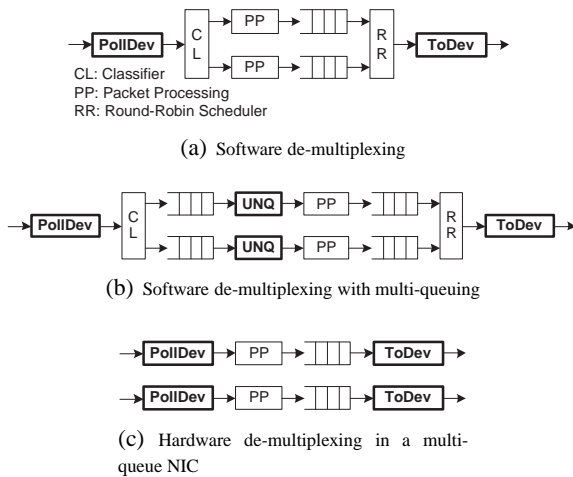 PP
PollDev
C
L
PP
R
R
ToDev
CL: Classifier
PP: Packet Processing
RR: Round-Robin Scheduler
(a) Software de-multiplexing
PollDev
C
L
UNQ
PP
UNQ
PP
R
R
ToDev
(b) Software de-multiplexing with multi-queuing
PollDev PP ToDev
PollDev PP ToDev
(c) Hardware de-multiplexing in a multi-
queue NIC